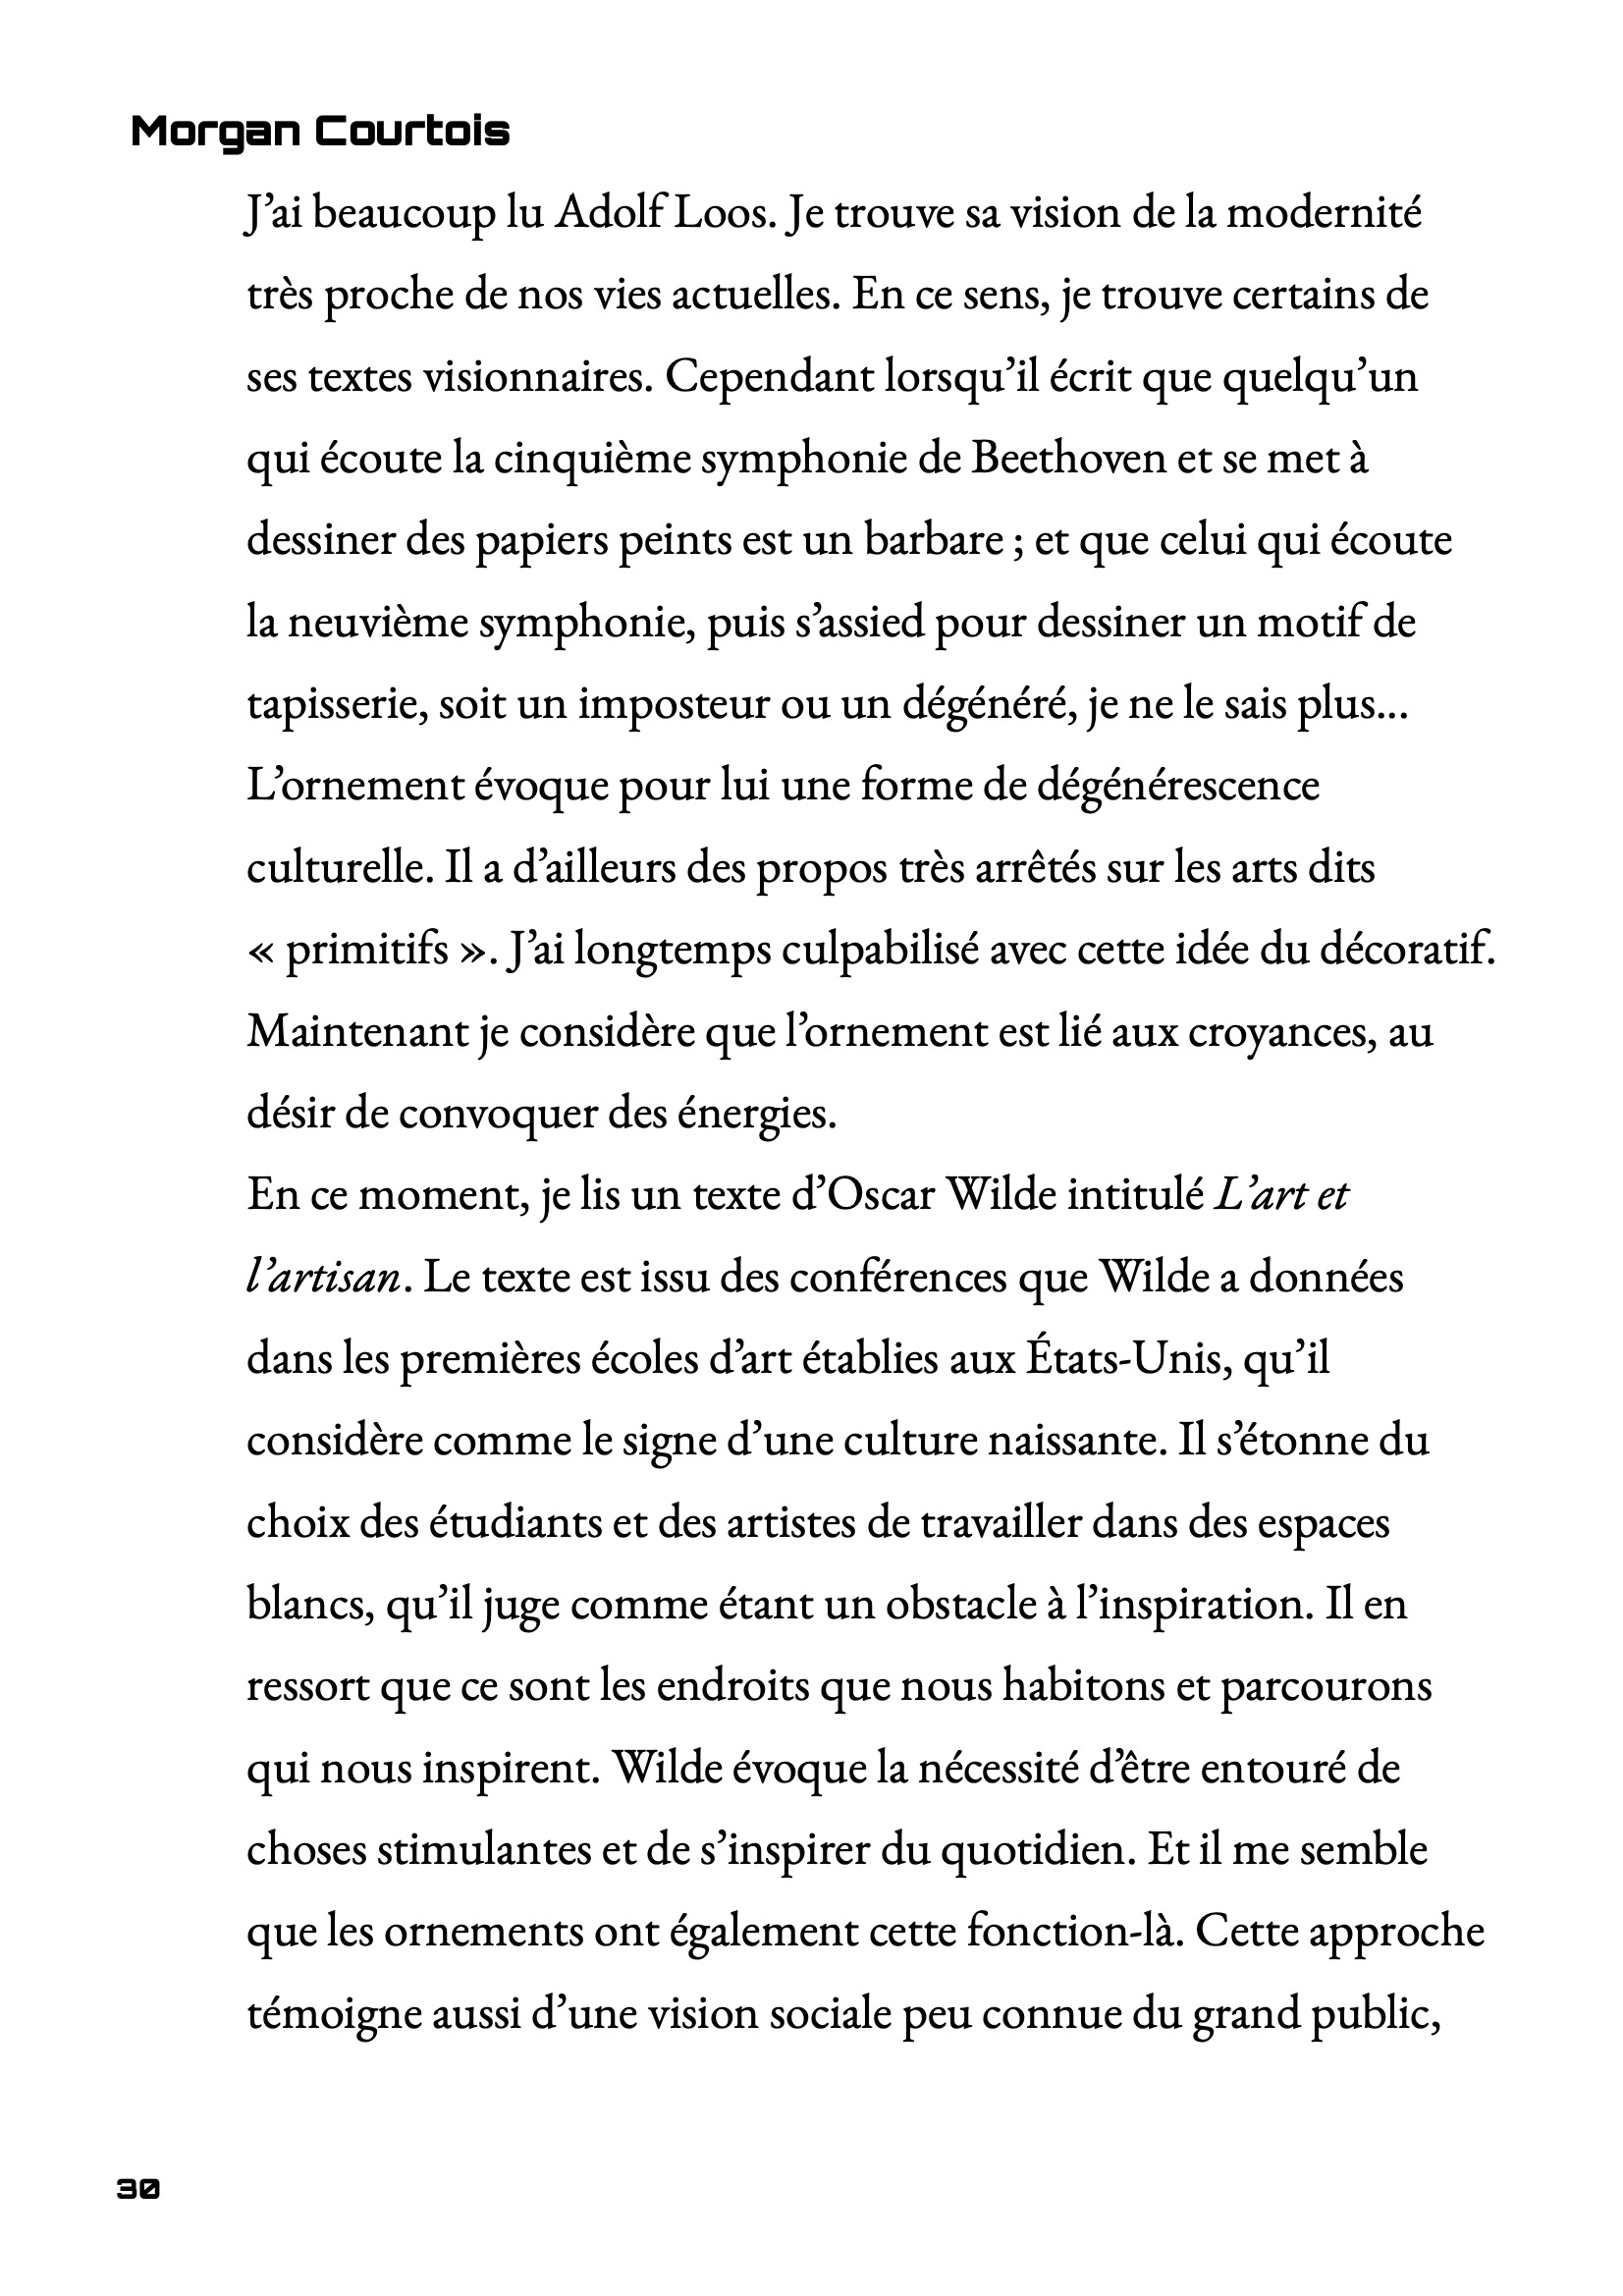 Morgan Courtois
J’ai beaucoup lu Adolf Loos. Je trouve sa vision de la modernité
très proche de nos vies actuelles. En ce sens, je trouve certains de
ses textes visionnaires. Cependant lorsqu’il écrit que quelqu’un
qui écoute la cinquième symphonie de Beethoven et se met à
dessiner des papiers peints est un barbare ; et que celui qui écoute
la neuvième symphonie, puis s’assied pour dessiner un motif de
tapisserie, soit un imposteur ou un dégénéré, je ne le sais plus...
L’ornement évoque pour lui une forme de dégénérescence
culturelle. Il a d’ailleurs des propos très arrêtés sur les arts dits
« primitifs ». J’ai longtemps culpabilisé avec cette idée du décoratif.
Maintenant je considère que l’ornement est lié aux croyances, au
désir de convoquer des énergies.
En ce moment, je lis un texte d’Oscar Wilde intitulé L’art et
l’artisan. Le texte est issu des conférences que Wilde a données
dans les premières écoles d’art établies aux États-Unis, qu’il
considère comme le signe d’une culture naissante. Il s’étonne du
choix des étudiants et des artistes de travailler dans des espaces
blancs, qu’il juge comme étant un obstacle à l’inspiration. Il en
ressort que ce sont les endroits que nous habitons et parcourons
qui nous inspirent. Wilde évoque la nécessité d’être entouré de
choses stimulantes et de s’inspirer du quotidien. Et il me semble
que les ornements ont également cette fonction-là. Cette approche
témoigne aussi d’une vision sociale peu connue du grand public,
30